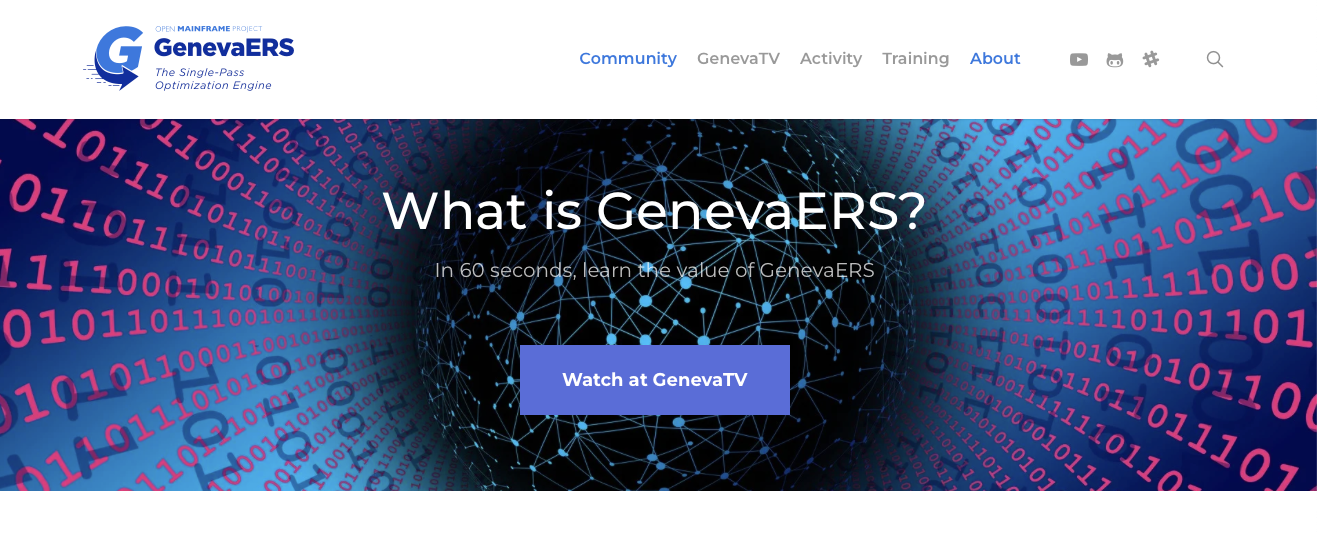 OPEN MAINFRAME PROJECT
GenevaERS
The Single-Pass
Optimization Engine
Community GenevaTV Activity Training About
What is GenevaERS?
In 60 seconds, learn the value of GenevaERS
Watch at GenevaTV